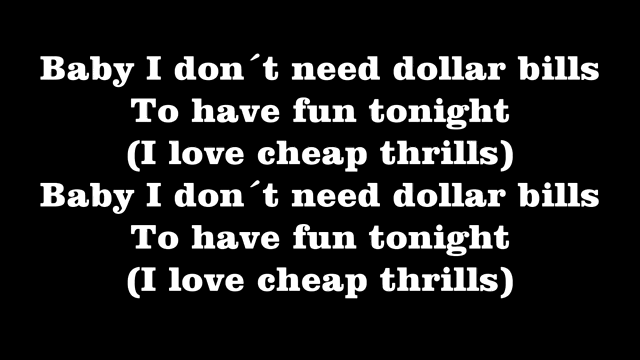 Baby I don´t need dollar bills
To have fun tonight
(I love cheap thrills)
Baby I don´t need dollar bills
To have fun tonight
(I love cheap thrills)